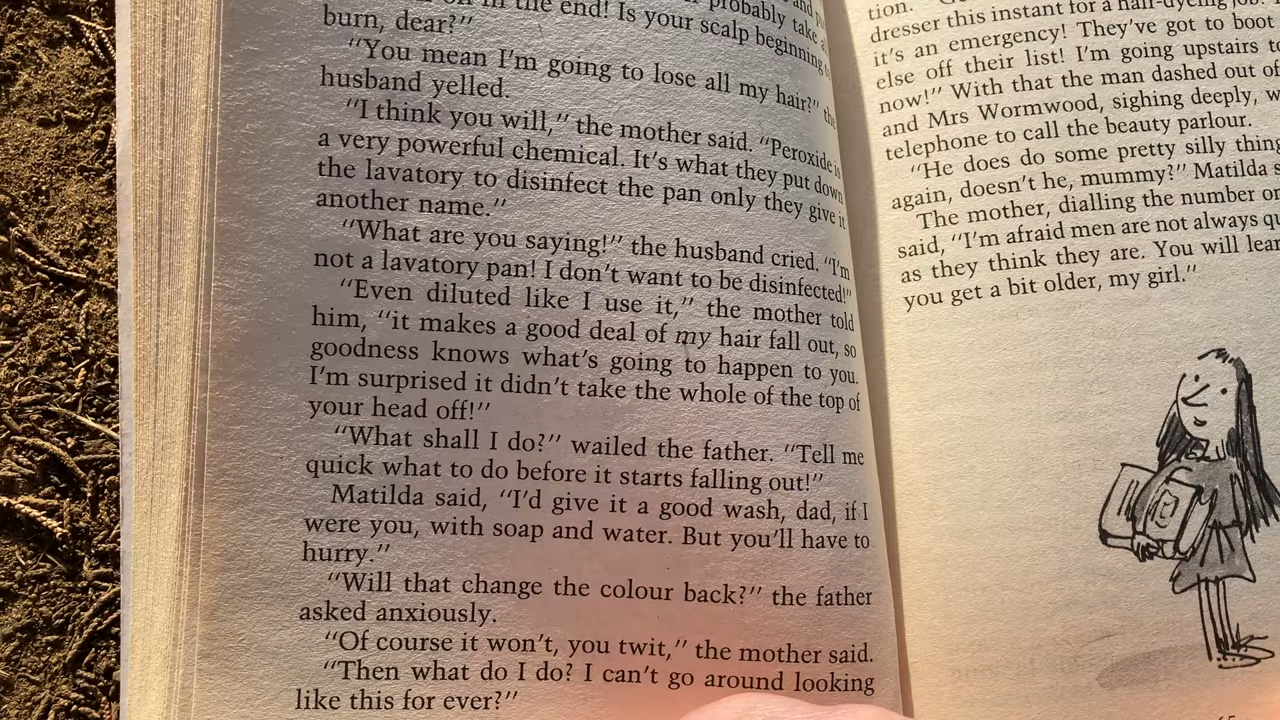 in the end! Is your scalp beginning
burn, dear?”
“You mean I’m going to lose all my hair?” the
husband yelled.
“I think you will,” the mother said. “Peroxide is
a very powerful chemical. It’s what they put down
the lavatory to disinfect the pan only they give it
another name.”
“What are you saying!” the husband cried. “I’m
not a lavatory pan! I don’t want to be disinfected!”
“Even diluted like I use it,” the mother told
him, “it makes a good deal of my hair fall out, so
goodness knows what’s going to happen to you.
I’m surprised it didn’t take the whole of the top of
your head off!”
“What shall I do?” wailed the father. “Tell me
quick what to do before it starts falling out!”
Matilda said, “I’d give it a good wash, dad, if I
were you, with soap and water. But you’ll have to
hurry.”
“Will that change the colour back?” the father
asked anxiously.
“Of course it won’t, you twit,” the mother said.
“Then what do I do? I can’t go around looking
like this for ever?”
tion.
dresser this instant for a hair-dyeing job!
it’s an emergency! They’ve got to boot
else off their list! I’m going upstairs
now!” With that the man dashed out of
and Mrs Wormwood, sighing deeply,
telephone to call the beauty parlour.
“He does do some pretty silly
again, doesn’t he, mummy?” Matilda
The mother, dialling the number
said, “I’m afraid men are not always
as they think they are. You will
you get a bit older, my girl.”